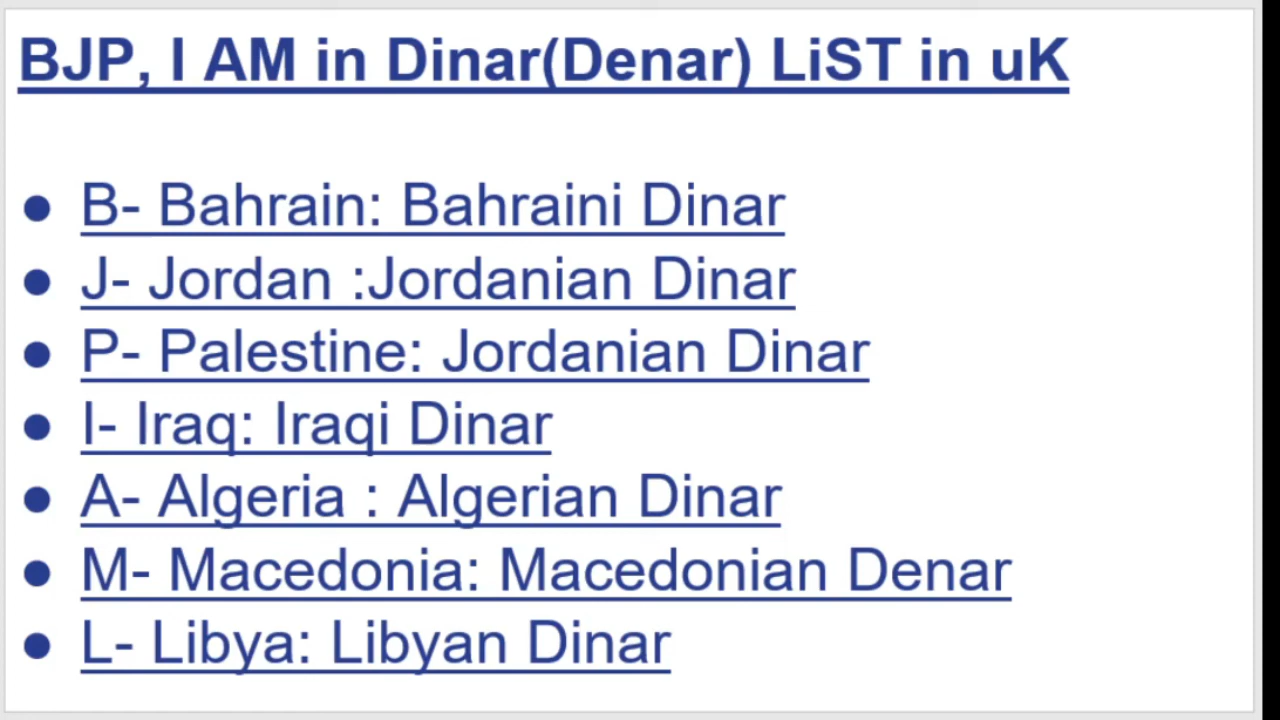 BJP, I AM in Dinar(Denar) LiST in uK
● B- Bahrain: Bahraini Dinar
● J- Jordan :Jordanian Dinar
● P- Palestine: Jordanian Dinar
● I- Iraq: Iraqi Dinar
● A- Algeria : Algerian Dinar
● M- Macedonia: Macedonian Denar
● L- Libya: Libyan Dinar